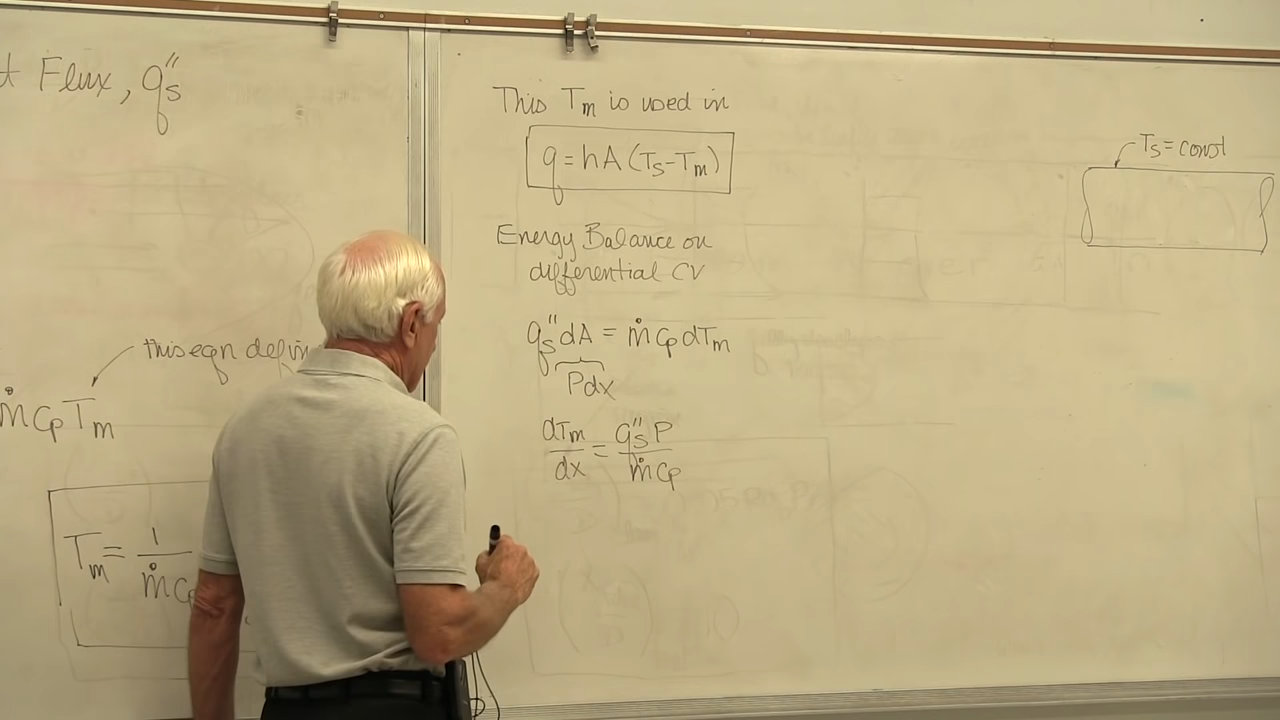 Flux, q"s
this eqn
ṁ cp Tm
Tm = 1/ṁ cp
This Tm is used in
q = hA (Ts - Tm)
Energy Balance on
differential CV
q"s dA = ṁ cp dTm
Pdx
dTm/dx = q"s P/ṁ cp
Ts = const